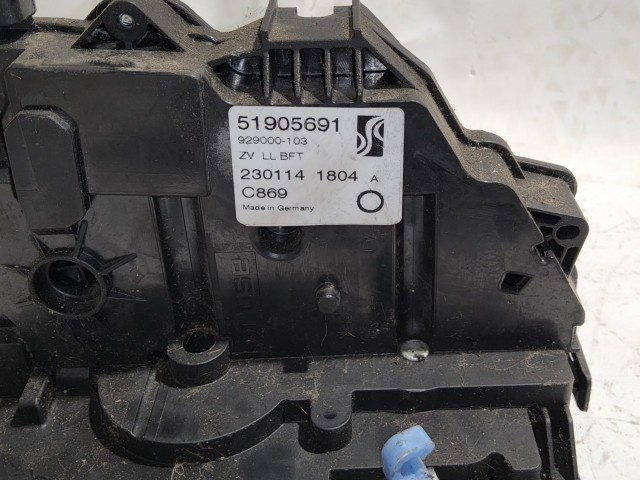 51905691
929000-103
ZV LL BFT
230114 1804 A
C869
Made in Germany